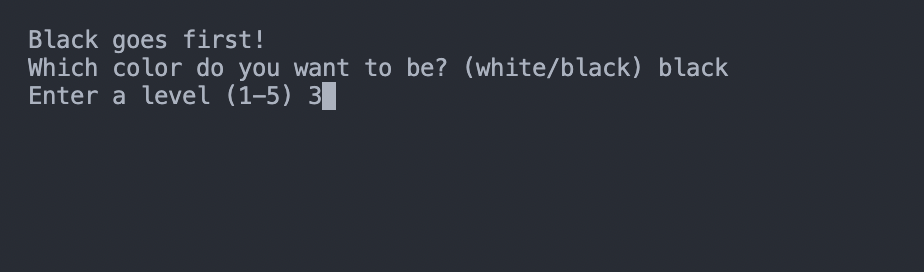 Black goes first!
Which color do you want to be? (white/black) black
Enter a level (1–5) 3